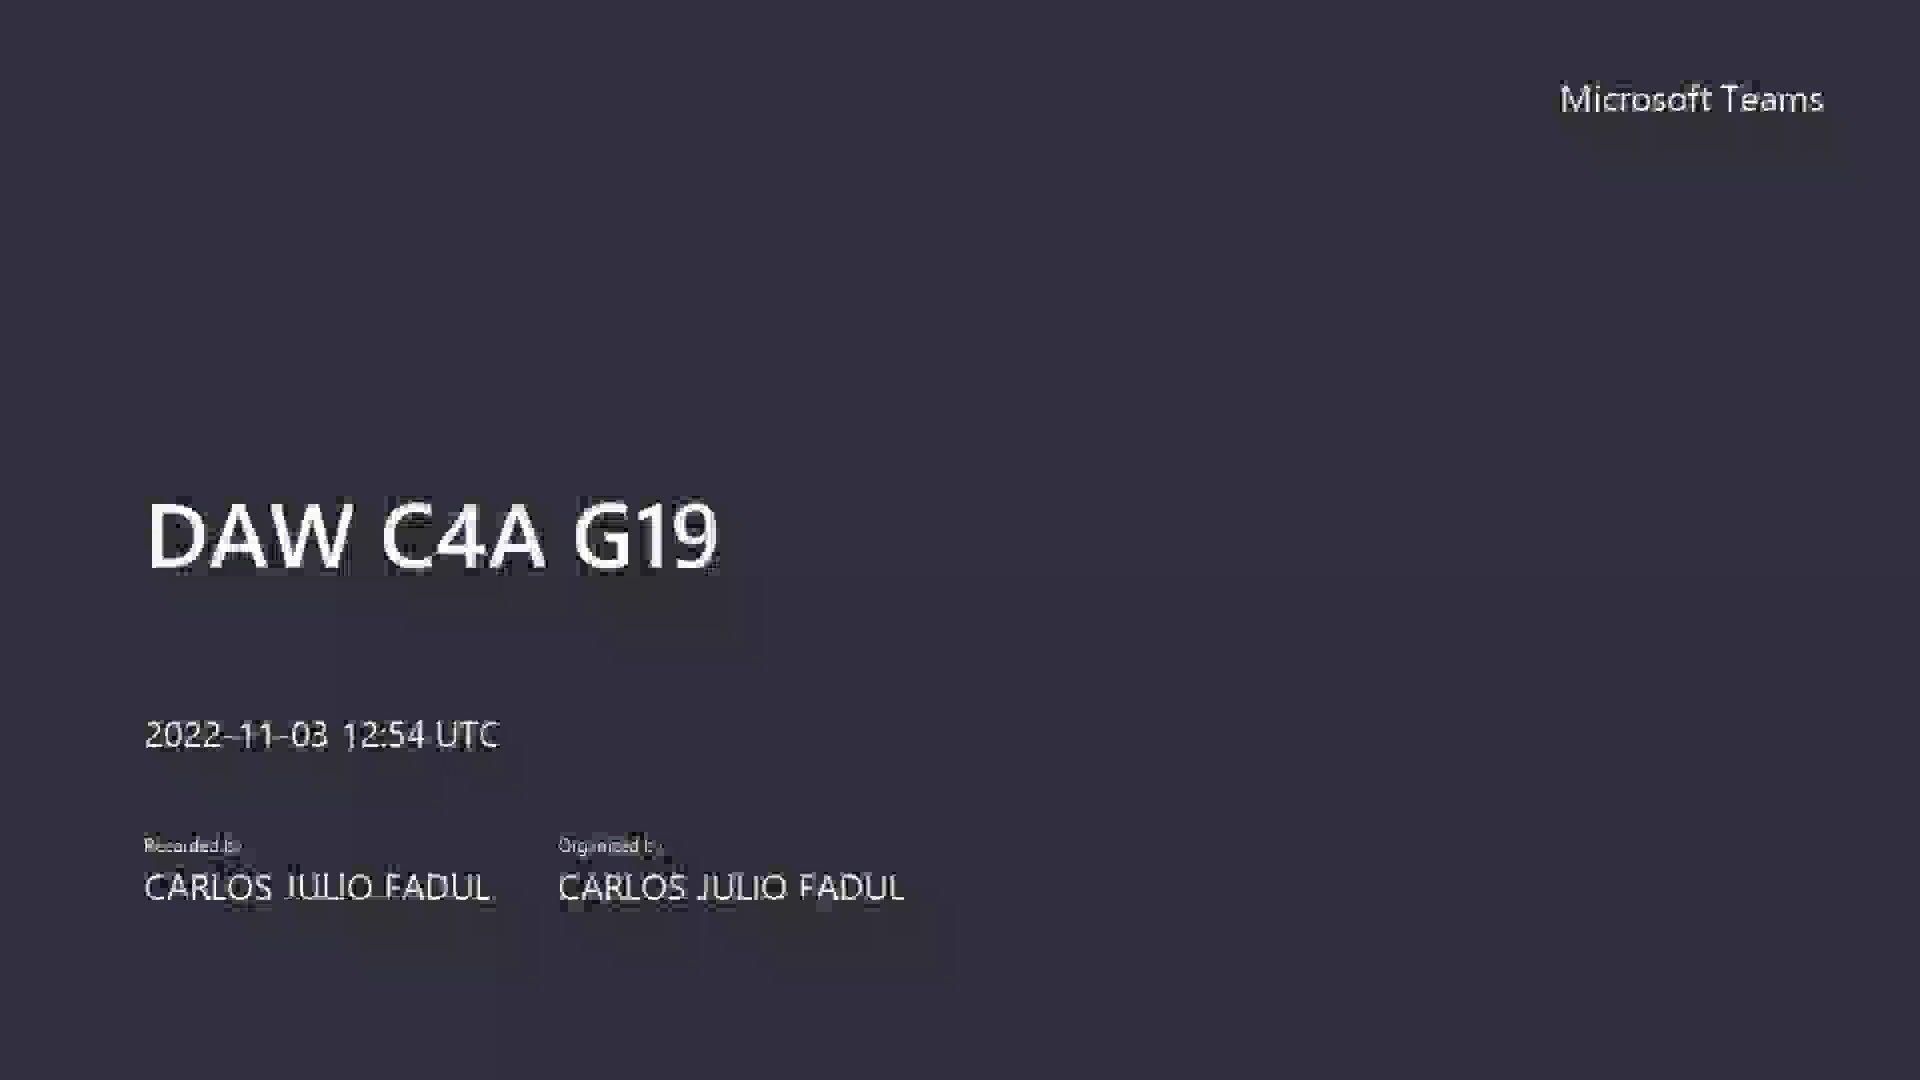 Microsoft Teams
DAW C4A G19
2022-11-03 12:54 UTC
Recorded by
Organized by
CARLOS JULIO FADUL
CARLOS JULIO FADUL